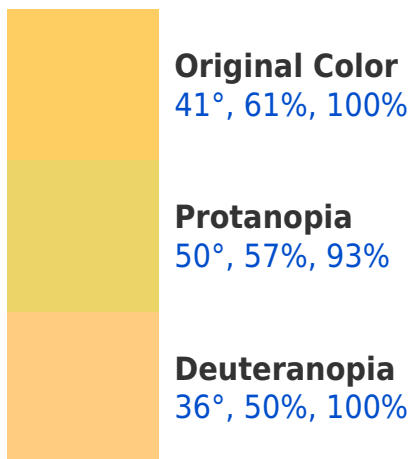 Original Color
41°, 61%, 100%
Protanopia
50°, 57%, 93%
Deuteranopia
36°, 50%, 100%